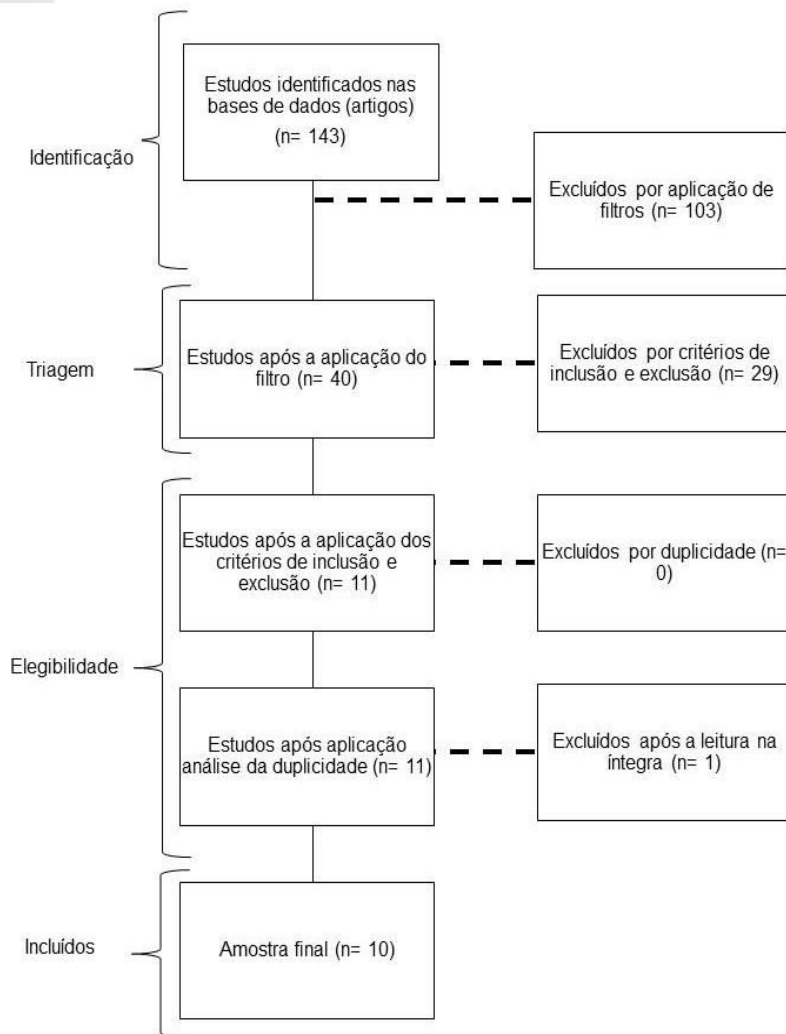 Estudos identificados nas
bases de dados (artigos)
(n= 143)
Identificação
Excluídos por aplicação de
filtros (n= 103)
Estudos após a aplicação do
filtro (n= 40)
Triagem
Excluídos por critérios de
inclusão e exclusão (n= 29)
Estudos após a aplicação dos
critérios de inclusão e
exclusão (n= 11)
Excluídos por duplicidade (n=
0)
Elegibilidade
Estudos após aplicação
análise da duplicidade (n= 11)
Excluídos após a leitura na
íntegra (n= 1)
Incluídos
Amostra final (n= 10)